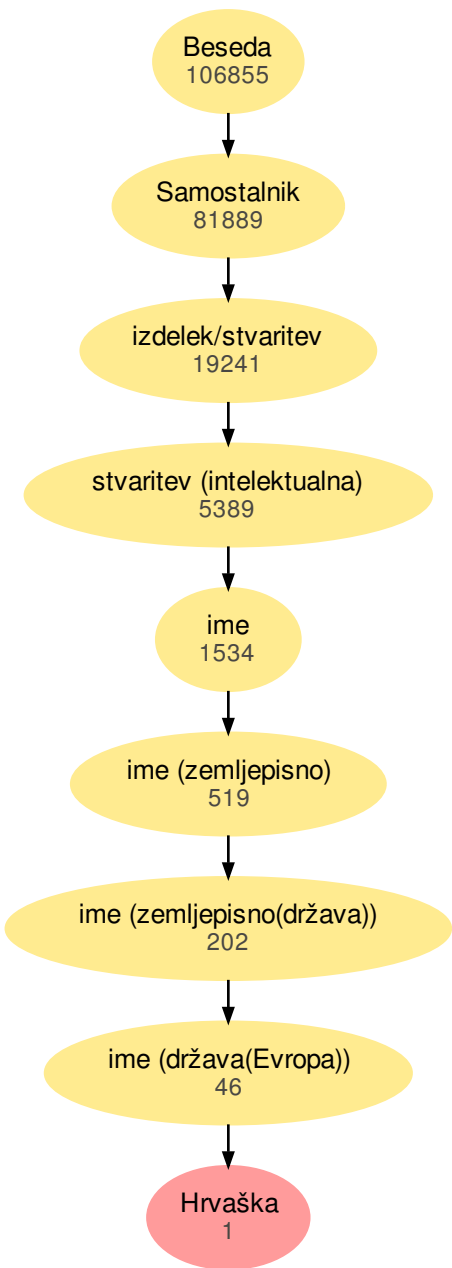 Beseda
106855
Samostalnik
81889
izdelek/stvaritev
19241
stvaritev (intelektualna)
5389
ime
1534
ime (zemljepisno)
519
ime (zemljepisno(država))
202
ime (država(Evropa))
46
Hrvaška
1